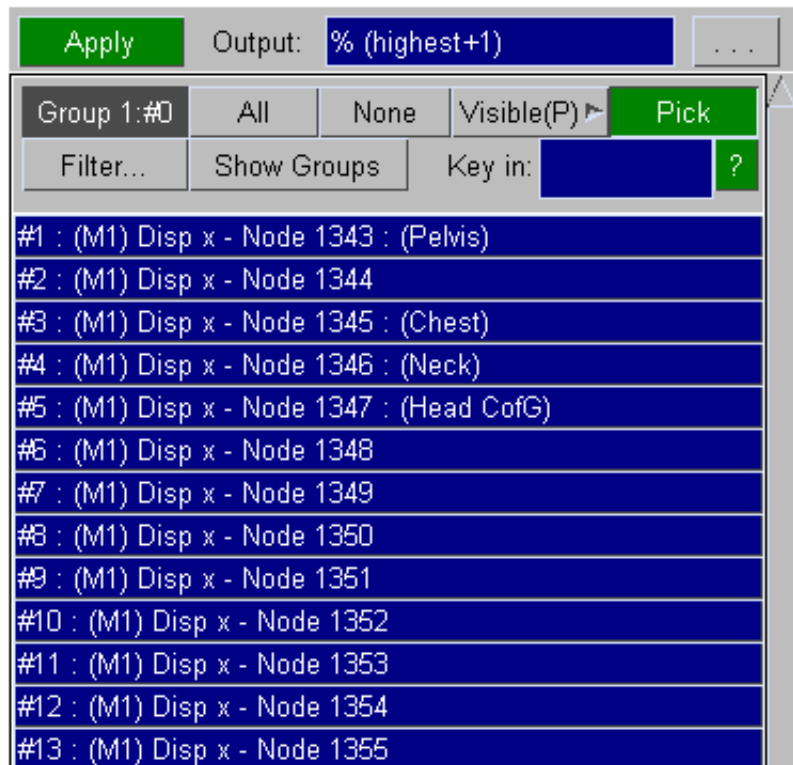 Apply Output: % (highest+1) ...
Group 1:#0 All None Visible(P) Pick
Filter... Show Groups Key in: ?
#1 : (M1) Disp x - Node 1343 : (Pelvis)
#2 : (M1) Disp x - Node 1344
#3 : (M1) Disp x - Node 1345 : (Chest)
#4 : (M1) Disp x - Node 1346 : (Neck)
#5 : (M1) Disp x - Node 1347 : (Head CofG)
#6 : (M1) Disp x - Node 1348
#7 : (M1) Disp x - Node 1349
#8 : (M1) Disp x - Node 1350
#9 : (M1) Disp x - Node 1351
#10 : (M1) Disp x - Node 1352
#11 : (M1) Disp x - Node 1353
#12 : (M1) Disp x - Node 1354
#13 : (M1) Disp x - Node 1355